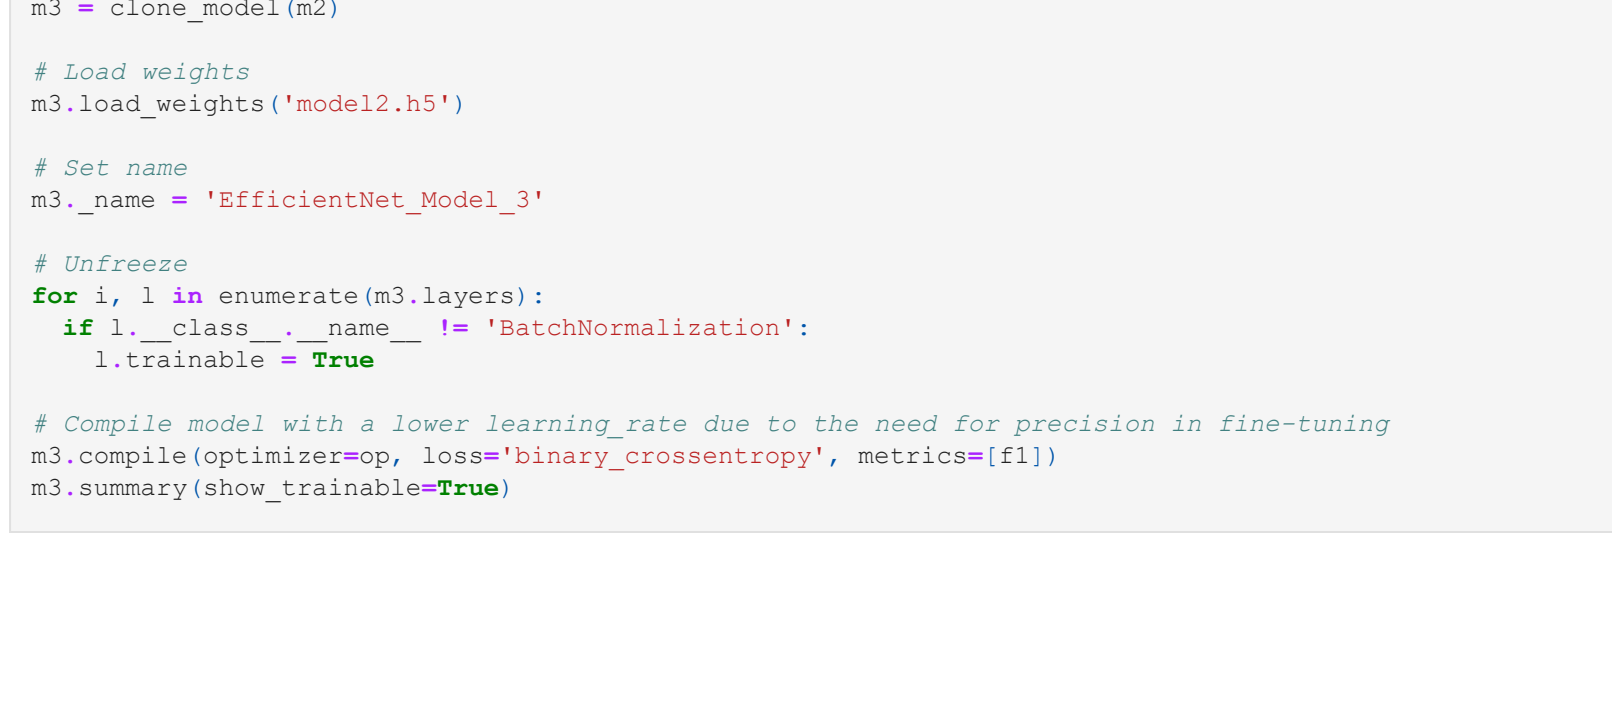 m3 = clone_model(m2)
# Load weights
m3.load_weights('model2.h5')
# Set name
m3._name = 'EfficientNet_Model_3'
# Unfreeze
for i, l in enumerate(m3.layers):
  if l.__class__.__name__ != 'BatchNormalization':
    l.trainable = True
# Compile model with a lower learning_rate due to the need for precision in fine-tuning
m3.compile(optimizer=op, loss='binary_crossentropy', metrics=[f1])
m3.summary(show_trainable=True)